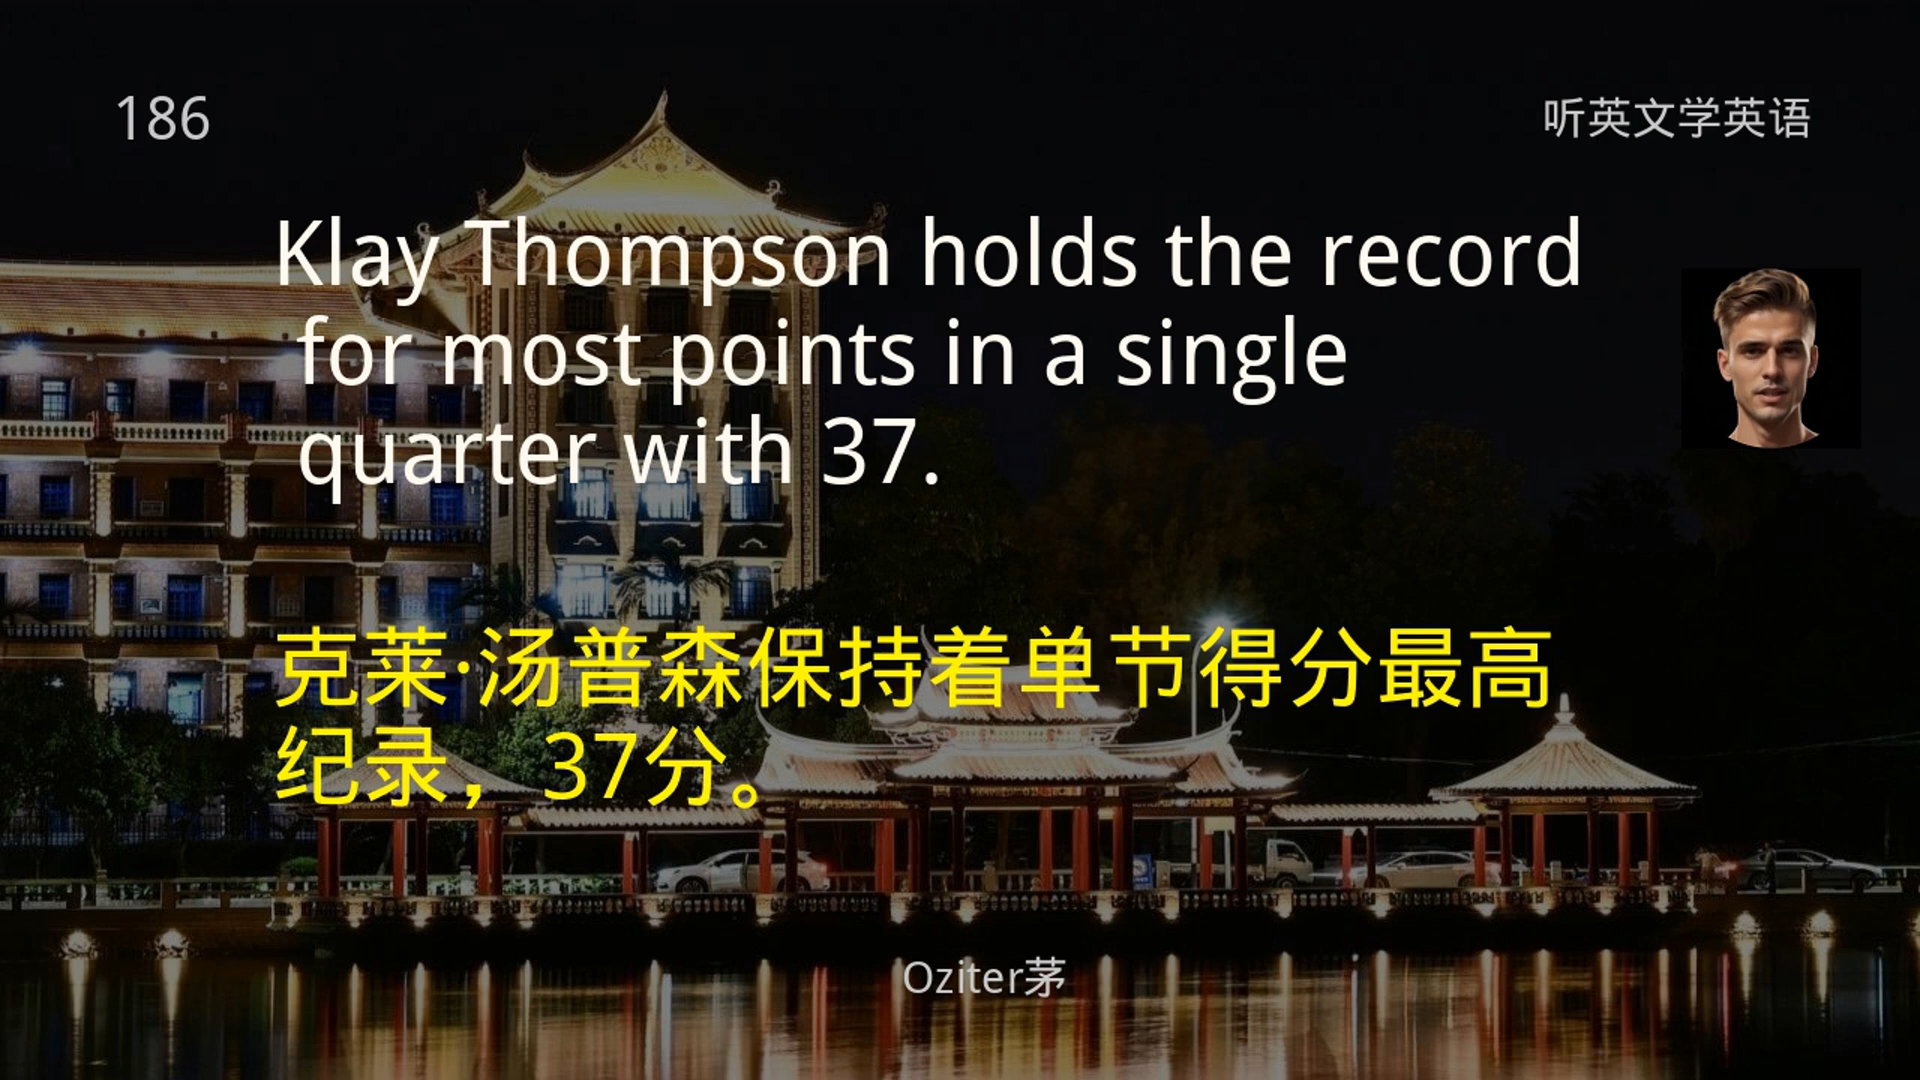 186
听英文学英语
Klay Thompson holds the record
for most points in a single
quarter with 37.
克莱·汤普森保持着单节得分最高
纪录，37分。
Oziter茅